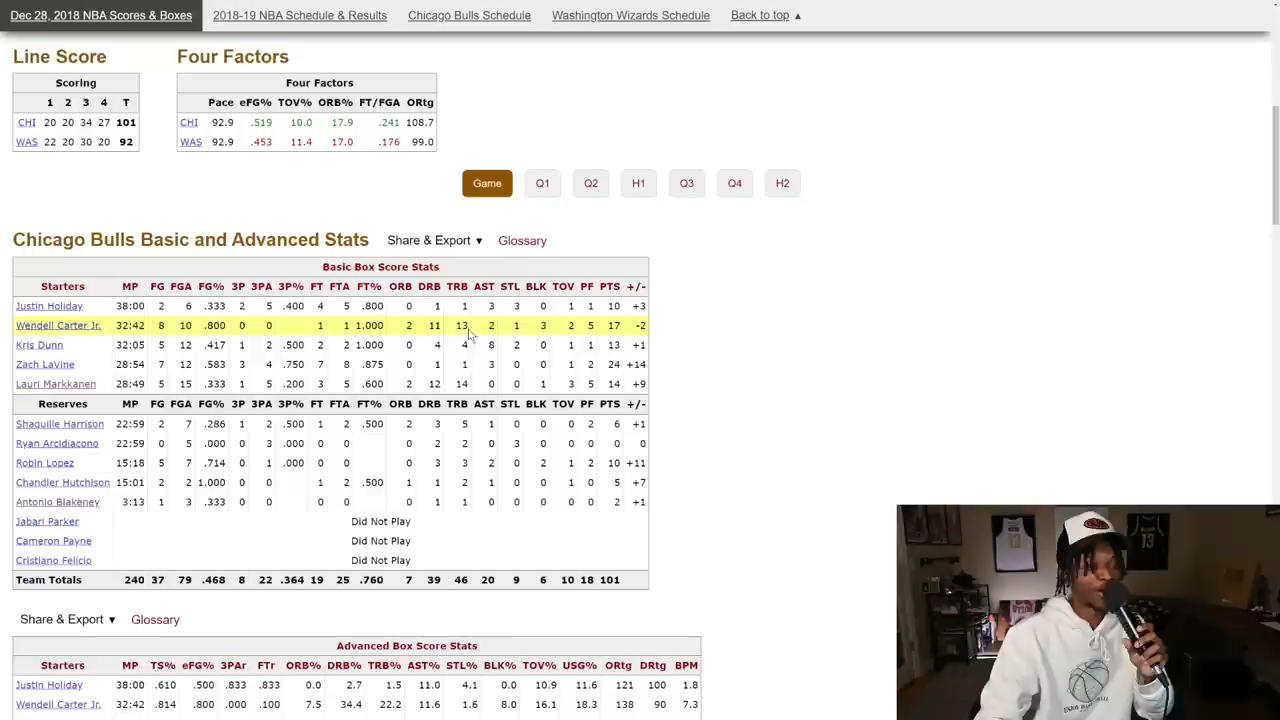 Dec 28, 2018 NBA Scores & Boxes 2018-19 NBA Schedule & Results Chicago Bulls Schedule Washington Wizards Schedule Back to top ▲
Line Score Four Factors
Scoring
1 2 3 4 T
CHI 20 20 34 27 101
WAS 22 20 30 20 92
Four Factors
Pace eFG% TOV% ORB% FT/FGA ORtg
CHI 92.9 .519 10.0 17.9 .241 108.7
WAS 92.9 .453 11.4 17.0 .176 99.0
Game Q1 Q2 H1 Q3 Q4 H2
Chicago Bulls Basic and Advanced Stats Share & Export ▼ Glossary
Basic Box Score Stats
Starters MP FG FGA FG% 3P 3PA 3P% FT FTA FT% ORB DRB TRB AST STL BLK TOV PF PTS +/-
Justin Holiday 38:00 2 6 .333 2 5 .400 4 5 .800 0 1 1 3 3 0 1 1 10 +3
Wendell Carter Jr. 32:42 8 10 .800 0 0 1 1 1.000 2 11 13 2 1 3 2 5 17 -2
Kris Dunn 32:05 5 12 .417 1 2 .500 2 2 1.000 0 4 4 8 2 0 1 1 13 +1
Zach LaVine 28:54 7 12 .583 3 4 .750 7 8 .875 0 1 1 3 0 0 1 2 24 +14
Lauri Markkanen 28:49 5 15 .333 1 5 .200 3 5 .600 2 12 14 0 0 1 3 5 14 +9
Reserves MP FG FGA FG% 3P 3PA 3P% FT FTA FT% ORB DRB TRB AST STL BLK TOV PF PTS +/-
Shaquille Harrison 22:59 2 7 .286 1 2 .500 1 2 .500 2 3 5 1 0 0 0 2 6 +1
Ryan Arcidiacono 22:59 0 5 .000 0 3 .000 0 0 0 2 2 0 3 0 0 0 0 0
Robin Lopez 15:18 5 7 .714 0 1 .000 0 0 0 3 3 2 0 2 1 2 10 +11
Chandler Hutchison 15:01 2 2 1.000 0 0 1 2 .500 1 1 2 1 0 0 1 0 5 +7
Antonio Blakeney 3:13 1 3 .333 0 0 0 0 0 1 1 0 0 0 0 0 2 +1
Jabari Parker Did Not Play
Cameron Payne Did Not Play
Cristiano Felício Did Not Play
Team Totals 240 37 79 .468 8 22 .364 19 25 .760 7 39 46 20 9 6 10 18 101
Share & Export ▼ Glossary
Advanced Box Score Stats
Starters MP TS% eFG% 3PAr FTr ORB% DRB% TRB% AST% STL% BLK% TOV% USG% ORtg DRtg BPM
Justin Holiday 38:00 .610 .500 .833 .833 0.0 2.7 1.5 11.0 4.1 0.0 10.9 11.6 121 100 1.8
Wendell Carter Jr. 32:42 .814 .800 .000 .100 7.5 34.4 22.2 11.6 1.6 8.0 16.1 18.3 138 90 7.3
13
13